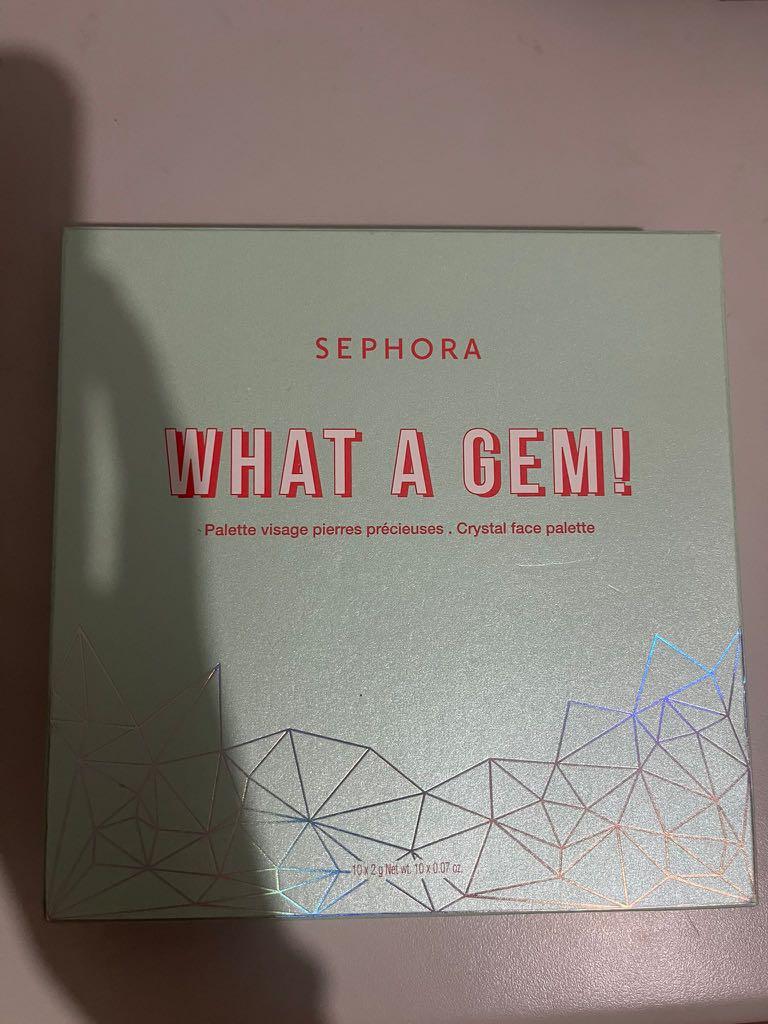 SEPHORA
WHAT A GEM!
Palette visage pierres précieuses . Crystal face palette
10 x 2 g Net wt. 10 x 0.07 oz.